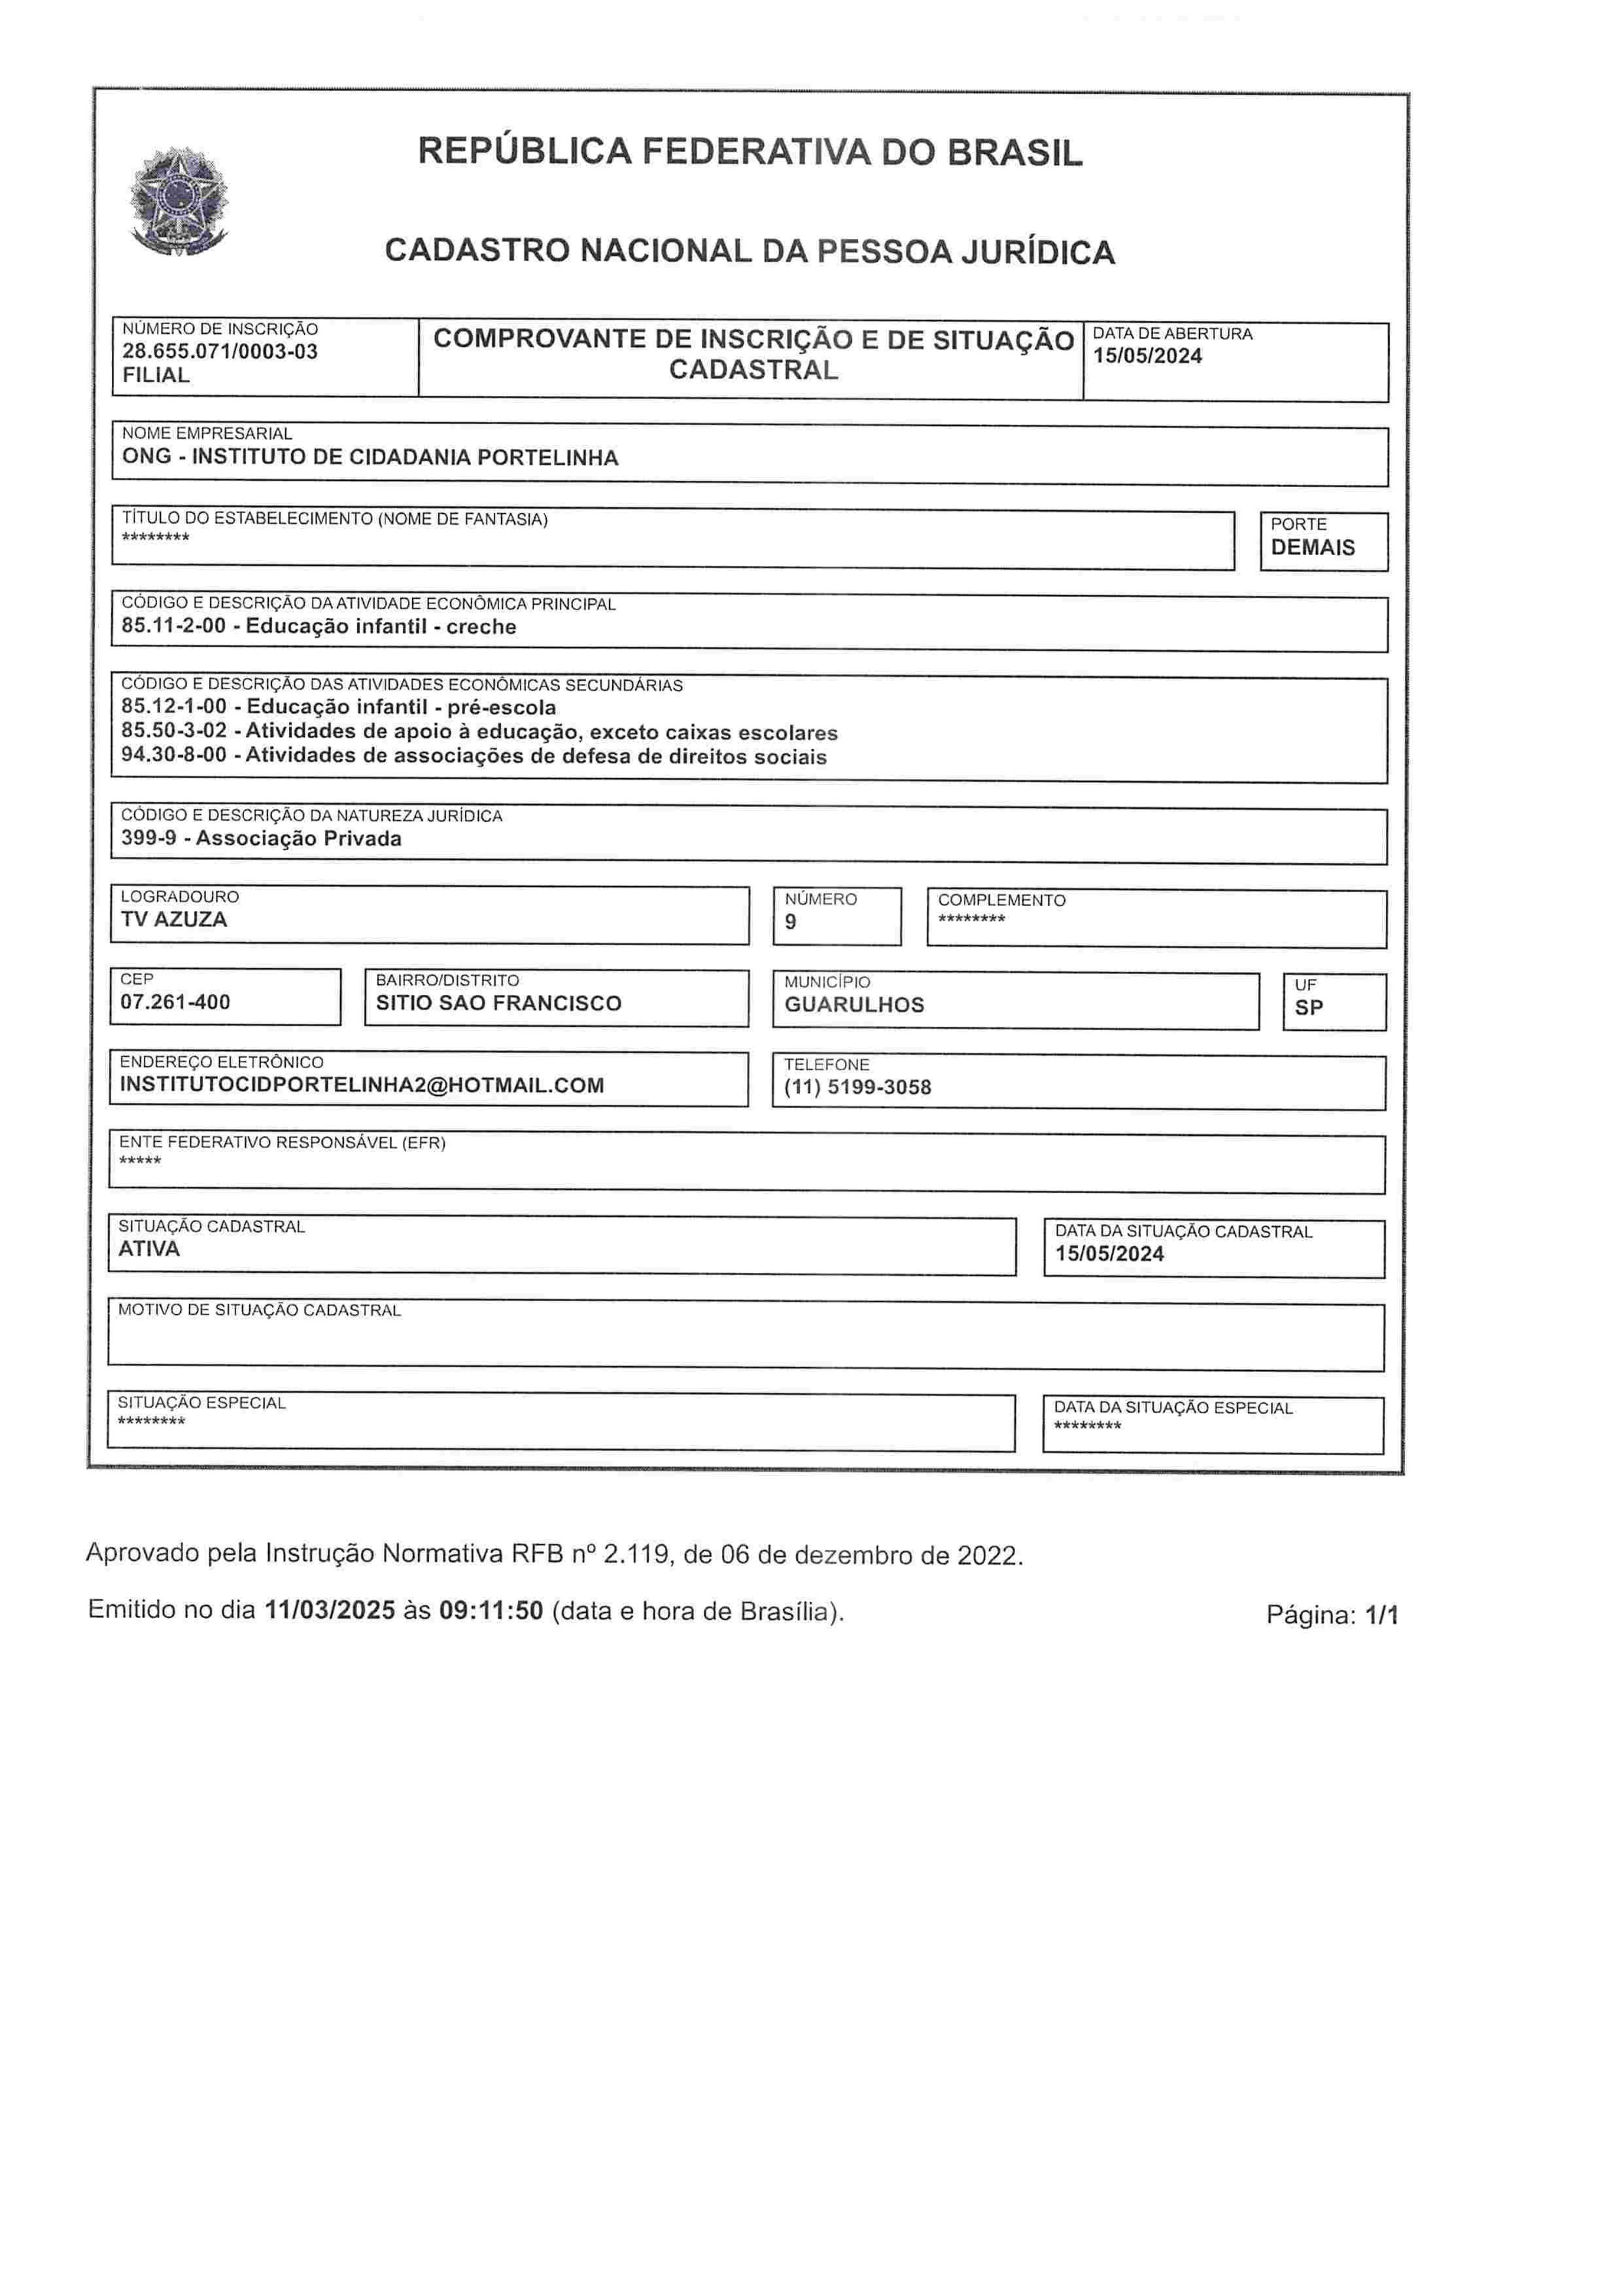 REPÚBLICA FEDERATIVA DO BRASIL
CADASTRO NACIONAL DA PESSOA JURÍDICA
NÚMERO DE INSCRIÇÃO
28.655.071/0003-03
FILIAL
COMPROVANTE DE INSCRIÇÃO E DE SITUAÇÃO
CADASTRAL
DATA DE ABERTURA
15/05/2024
NOME EMPRESARIAL
ONG - INSTITUTO DE CIDADANIA PORTELINHA
TÍTULO DO ESTABELECIMENTO (NOME DE FANTASIA)
********
PORTE
DEMAIS
CÓDIGO E DESCRIÇÃO DA ATIVIDADE ECONÔMICA PRINCIPAL
85.11-2-00 - Educação infantil - creche
CÓDIGO E DESCRIÇÃO DAS ATIVIDADES ECONÔMICAS SECUNDÁRIAS
85.12-1-00 - Educação infantil - pré-escola
85.50-3-02 - Atividades de apoio à educação, exceto caixas escolares
94.30-8-00 - Atividades de associações de defesa de direitos sociais
CÓDIGO E DESCRIÇÃO DA NATUREZA JURÍDICA
399-9 - Associação Privada
LOGRADOURO
TV AZUZA
NÚMERO
9
COMPLEMENTO
********
CEP
07.261-400
BAIRRO/DISTRITO
SITIO SAO FRANCISCO
MUNICÍPIO
GUARULHOS
UF
SP
ENDEREÇO ELETRÔNICO
INSTITUTOCIDPORTELINHA2@HOTMAIL.COM
TELEFONE
(11) 5199-3058
ENTE FEDERATIVO RESPONSÁVEL (EFR)
*****
SITUAÇÃO CADASTRAL
ATIVA
DATA DA SITUAÇÃO CADASTRAL
15/05/2024
MOTIVO DE SITUAÇÃO CADASTRAL
SITUAÇÃO ESPECIAL
********
DATA DA SITUAÇÃO ESPECIAL
********
Aprovado pela Instrução Normativa RFB nº 2.119, de 06 de dezembro de 2022.
Emitido no dia 11/03/2025 às 09:11:50 (data e hora de Brasília).
Página: 1/1